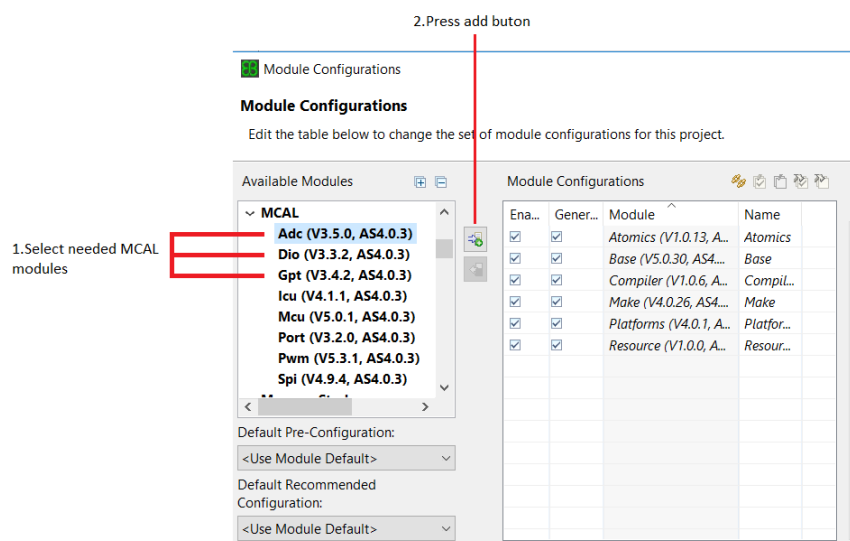 2.Press add buton
Module Configurations
Module Configurations
Edit the table below to change the set of module configurations for this project.
Available Modules
Module Configurations
MCAL
Adc (V3.5.0, AS4.0.3)
Dio (V3.3.2, AS4.0.3)
Gpt (V3.4.2, AS4.0.3)
Icu (V4.1.1, AS4.0.3)
Mcu (V5.0.1, AS4.0.3)
Port (V3.2.0, AS4.0.3)
Pwm (V5.3.1, AS4.0.3)
Spi (V4.9.4, AS4.0.3)
1.Select needed MCAL
modules
Ena... Gener... Module Name
Atomics (V1.0.13, A... Atomics
Base (V5.0.30, AS4.... Base
Compiler (V1.0.6, A... Compil...
Make (V4.0.26, AS4.... Make
Platforms (V4.0.1, A... Platfor...
Resource (V1.0.0, A... Resour...
Default Pre-Configuration:
<Use Module Default>
Default Recommended
Configuration:
<Use Module Default>